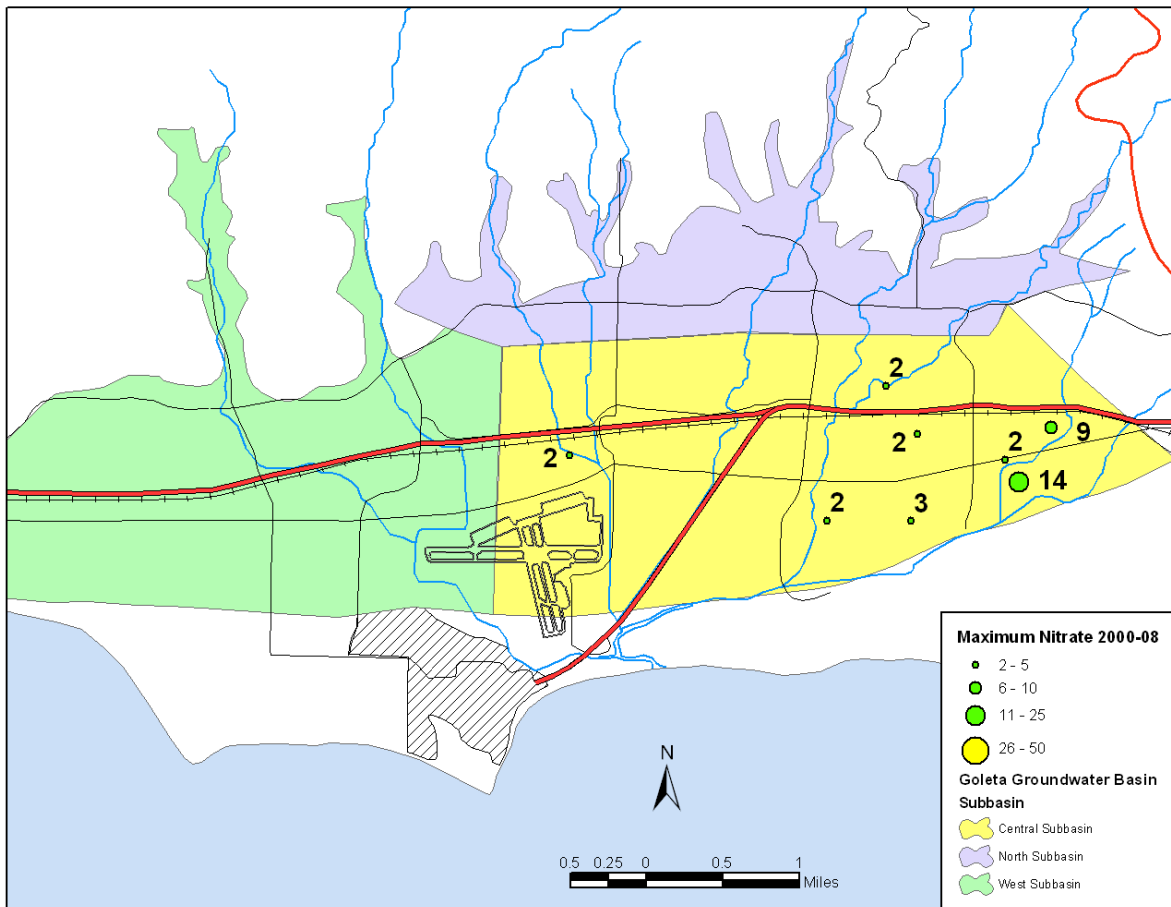 2
2
9
2
2
14
2
3
Maximum Nitrate 2000-08
2 - 5
6 - 10
11 - 25
26 - 50
Goleta Groundwater Basin
Subbasin
Central Subbasin
North Subbasin
West Subbasin
N
0.5 0.25 0 0.5 1
Miles